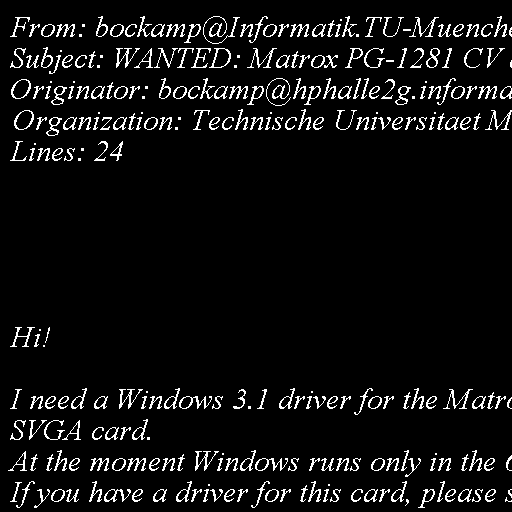 From: bockamp@Informatik.TU-Muenche
Subject: WANTED: Matrox PG-1281 CV
Originator: bockamp@hphalle2g.informa
Organization: Technische Universitaet M
Lines: 24
Hi!
I need a Windows 3.1 driver for the Matro
SVGA card.
At the moment Windows runs only in the 6
If you have a driver for this card, please s